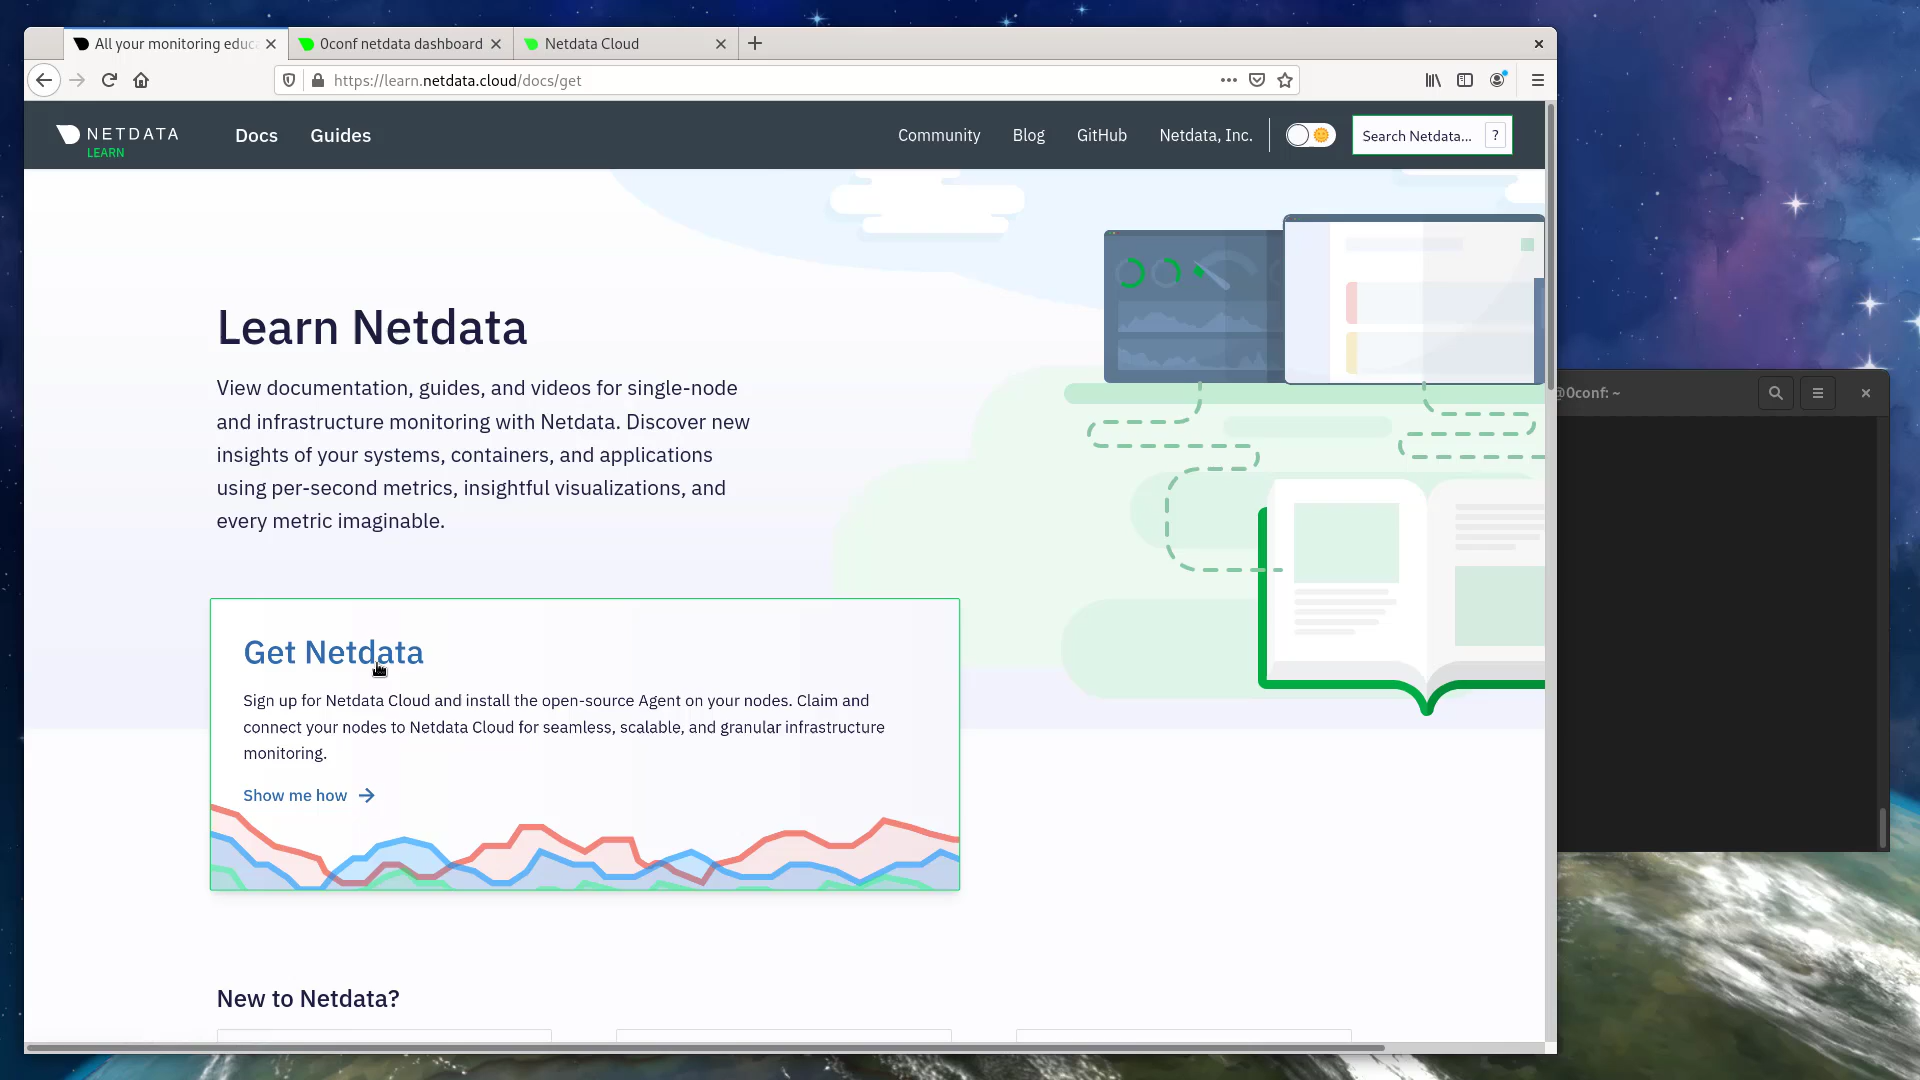 All your monitoring educa
0conf netdata dashboard
Netdata Cloud
https://learn.netdata.cloud/docs/get
NETDATA
LEARN
Docs
Guides
Community
Blog
GitHub
Netdata, Inc.
Search Netdata...
?
@0conf: ~
Learn Netdata
View documentation, guides, and videos for single-node
and infrastructure monitoring with Netdata. Discover new
insights of your systems, containers, and applications
using per-second metrics, insightful visualizations, and
every metric imaginable.
Get Netdata
Sign up for Netdata Cloud and install the open-source Agent on your nodes. Claim and
connect your nodes to Netdata Cloud for seamless, scalable, and granular infrastructure
monitoring.
Show me how
New to Netdata?